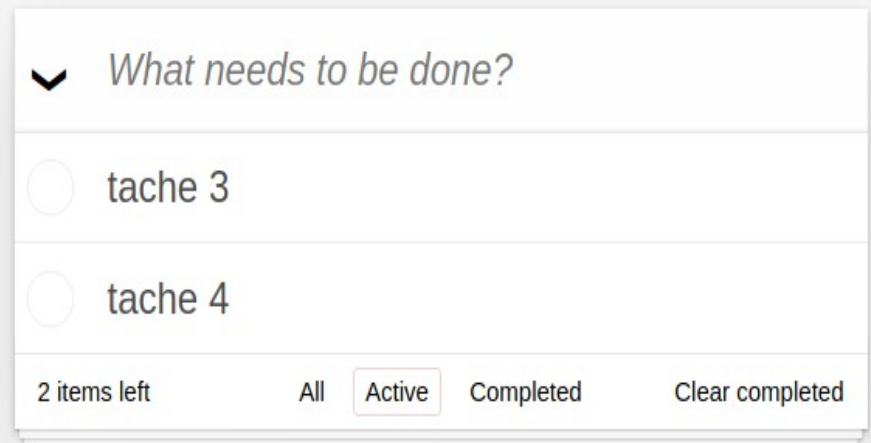 What needs to be done?
tache 3
tache 4
2 items left All Active Completed Clear completed